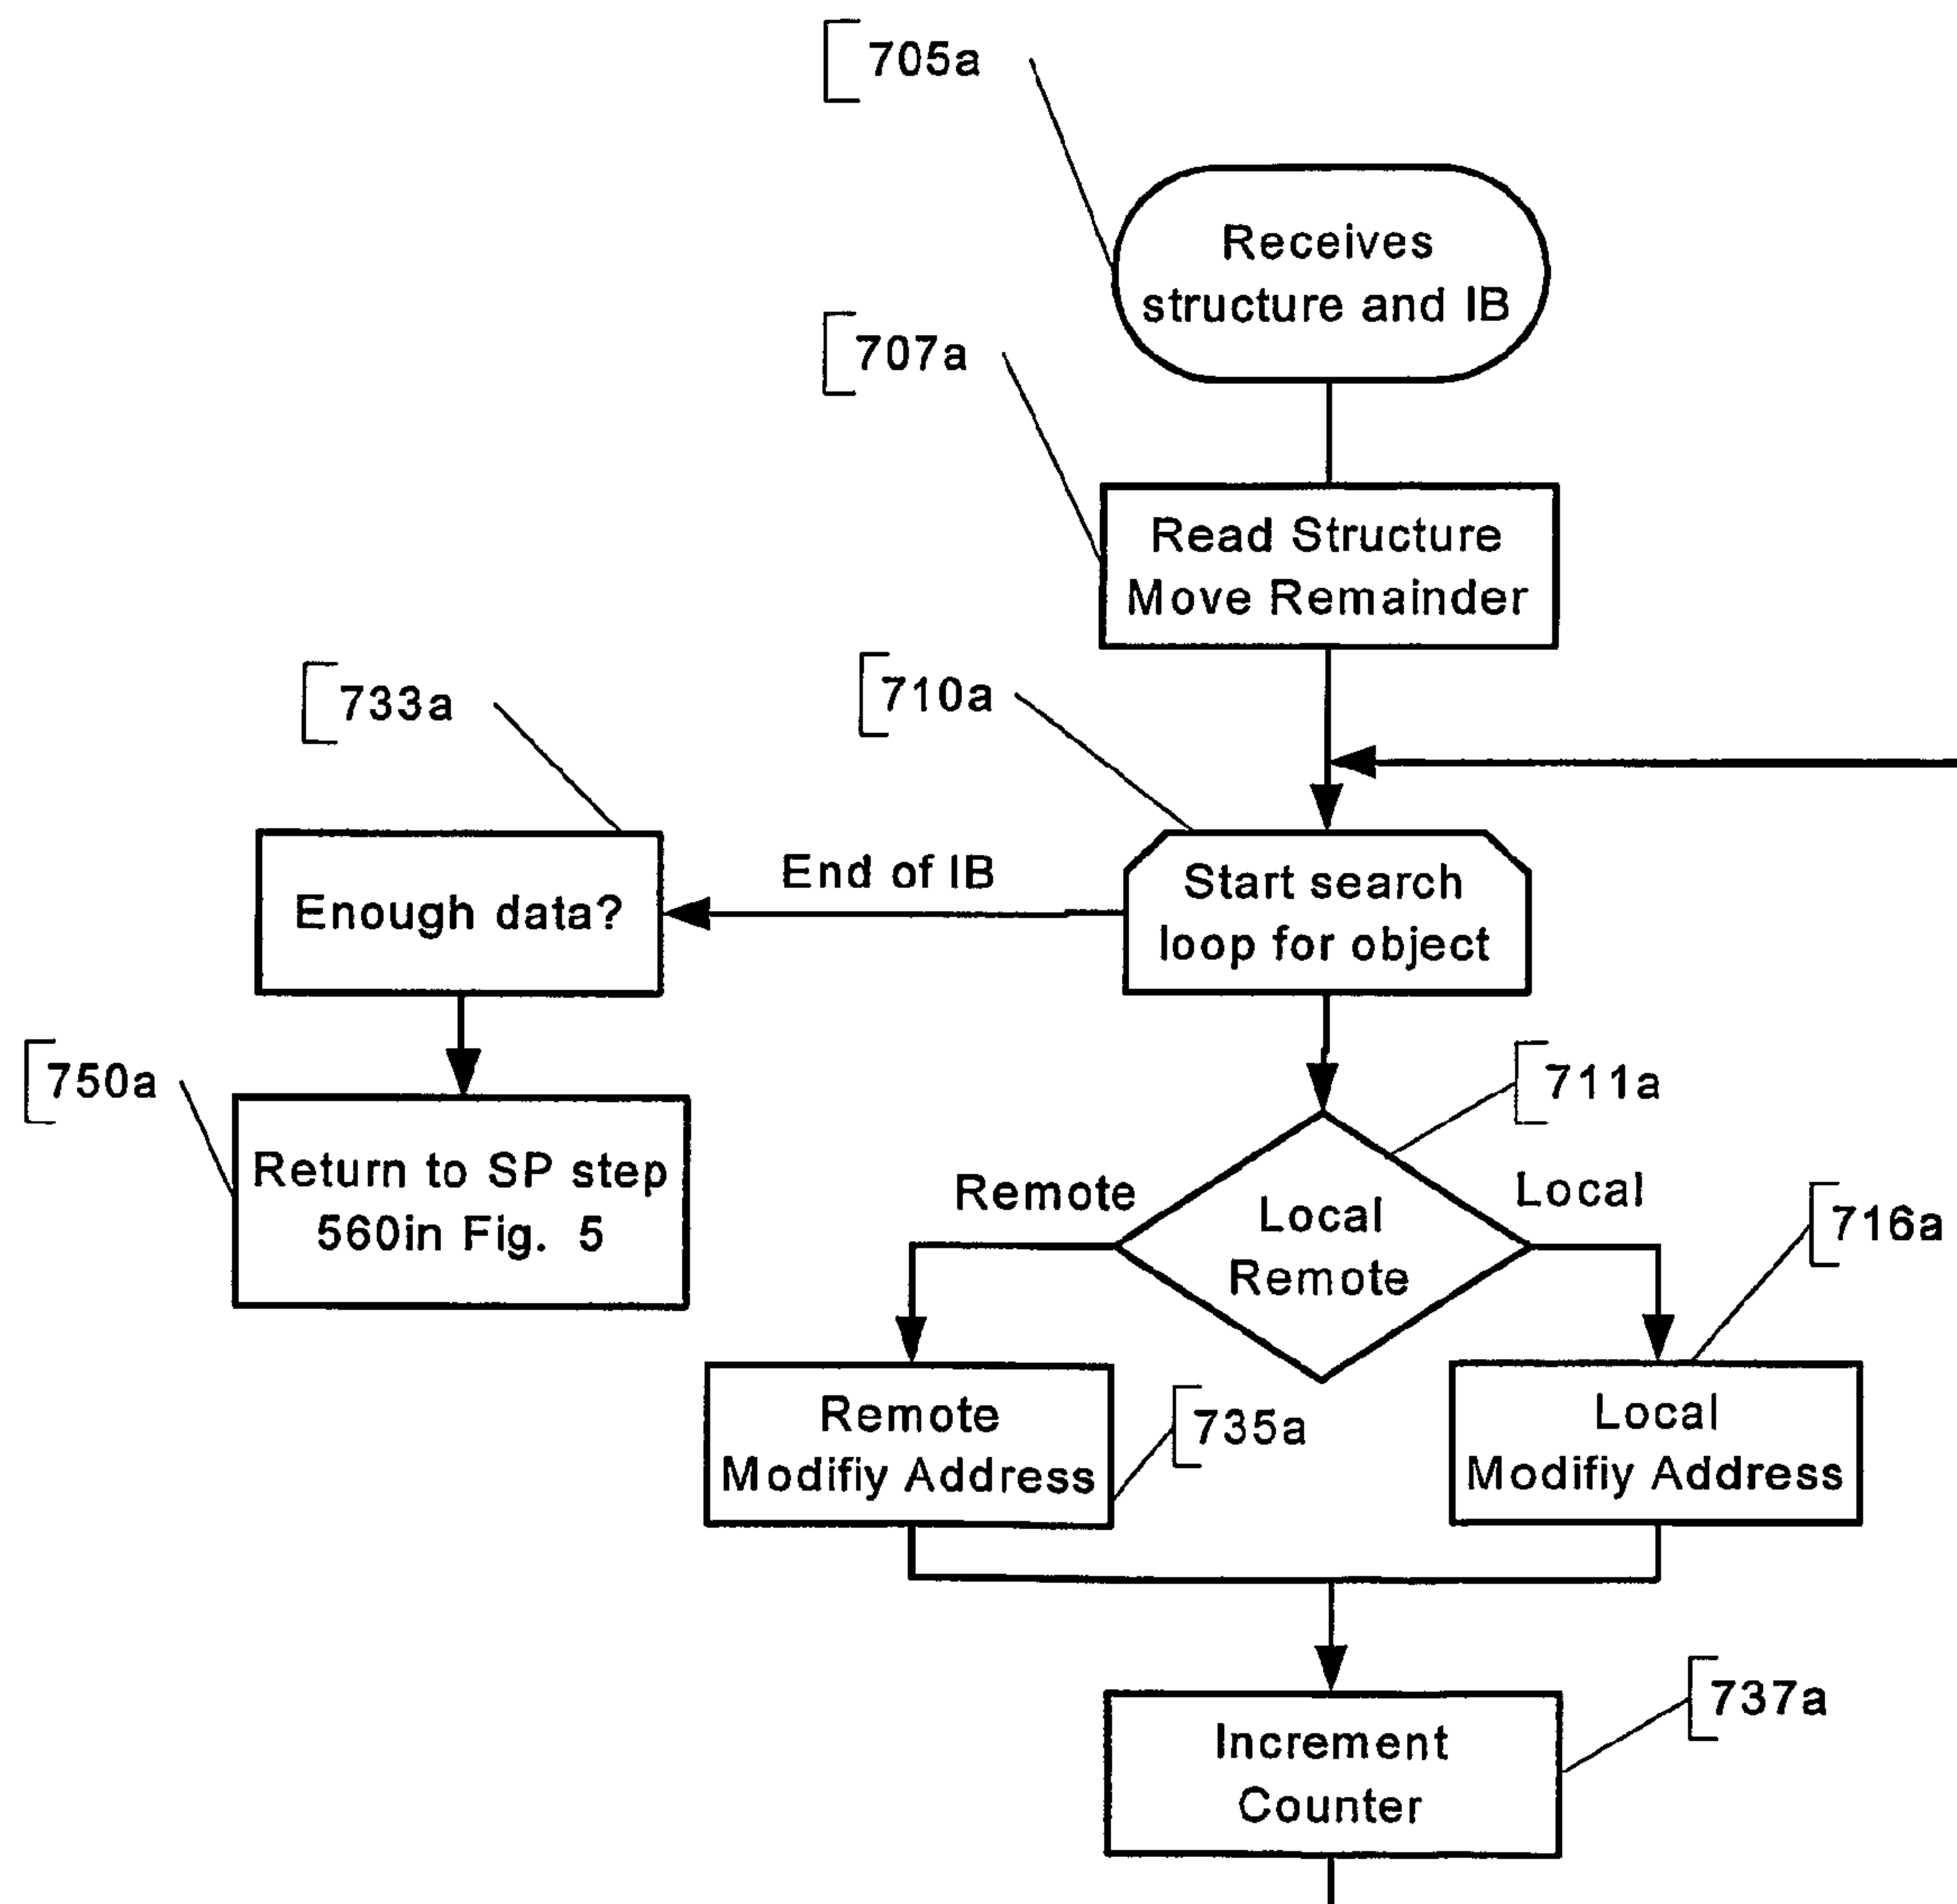 705a
Receives
structure and IB
707a
Read Structure
Move Remainder
733a
710a
Enough data?
End of IB
Start search
loop for object
750a
711a
Return to SP step
560in Fig. 5
Remote
Local
Remote
Local
716a
Remote
Modifiy Address
735a
Local
Modifiy Address
737a
Increment
Counter